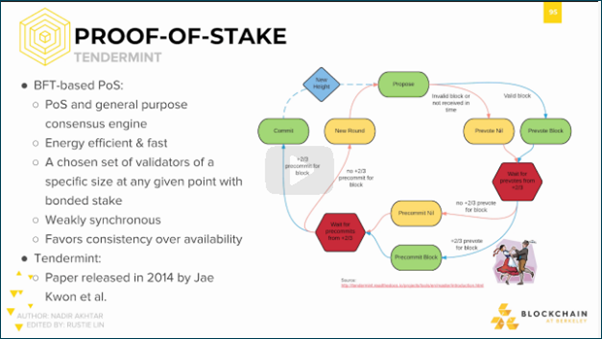 95
PROOF-OF-STAKE
TENDERMINT
● BFT-based PoS:
○ PoS and general purpose
consensus engine
○ Energy efficient & fast
○ A chosen set of validators of a
specific size at any given point with
bonded stake
○ Weakly synchronous
○ Favors consistency over availability
● Tendermint:
○ Paper released in 2014 by Jae
Kwon et al.
New
Height
Propose
Invalid block or
not received in
time
Valid block
Commit
New Round
Prevote Nil
Prevote Block
+2/3
precommit for
block
no +2/3
precommit for
block
Wait for
prevotes from
+2/3
no +2/3 prevote
for block
Precommit Nil
Wait for
precommits
from +2/3
+2/3 prevote for
block
Precommit Block
Source:
AUTHOR: NADIR AKHTAR
EDITED BY: RUSTIE LIN
BLOCKCHAIN
AT BERKELEY